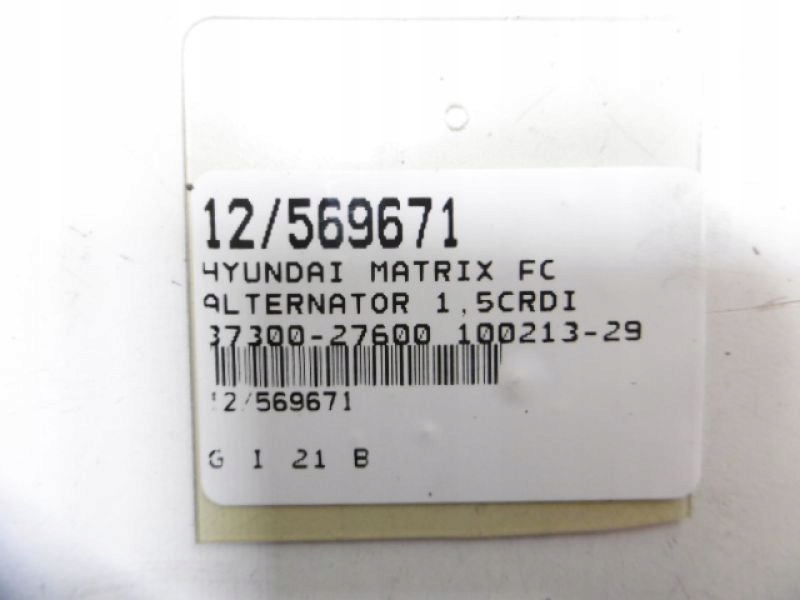 12/569671
HYUNDAI MATRIX FC
ALTERNATOR 1,5CRDI
37300-27600 100213-29
12/569671
G I 21 B